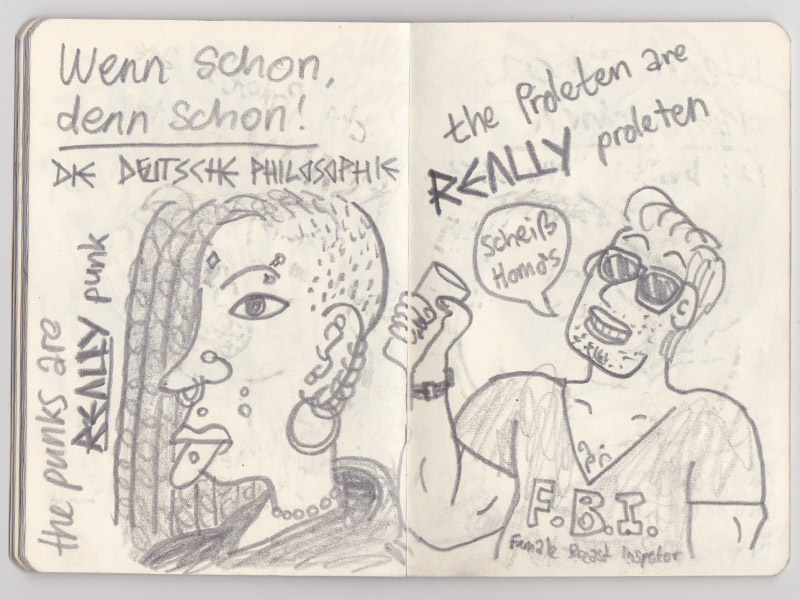 Wenn schon,
denn schon!
DIE DEUTSCHE PHILOSOPHIE
the punks are
REALLY punk
the Proleten are
REALLY proleten
Scheiß
Homos
F.B.I.
Female Breast Inspector